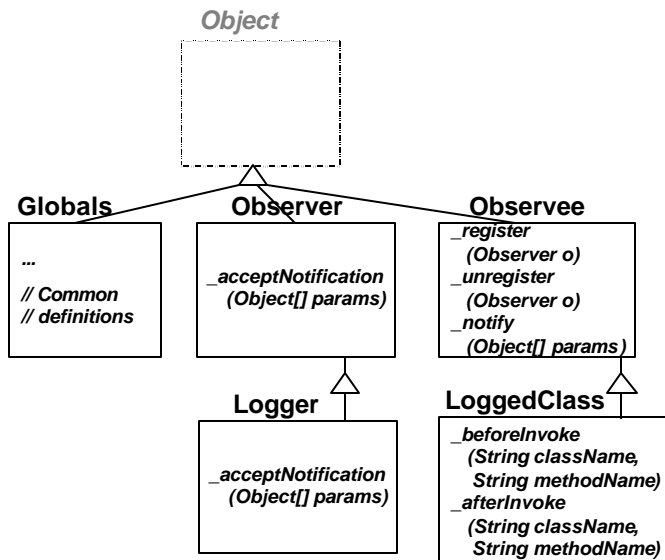 Object
Globals
...
// Common
// definitions
Observer
_acceptNotification
(Object[] params)
Observee
_register
(Observer o)
_unregister
(Observer o)
_notify
(Object[] params)
Logger
_acceptNotification
(Object[] params)
LoggedClass
_beforeInvoke
(String className,
String methodName)
_afterInvoke
(String className,
String methodName)